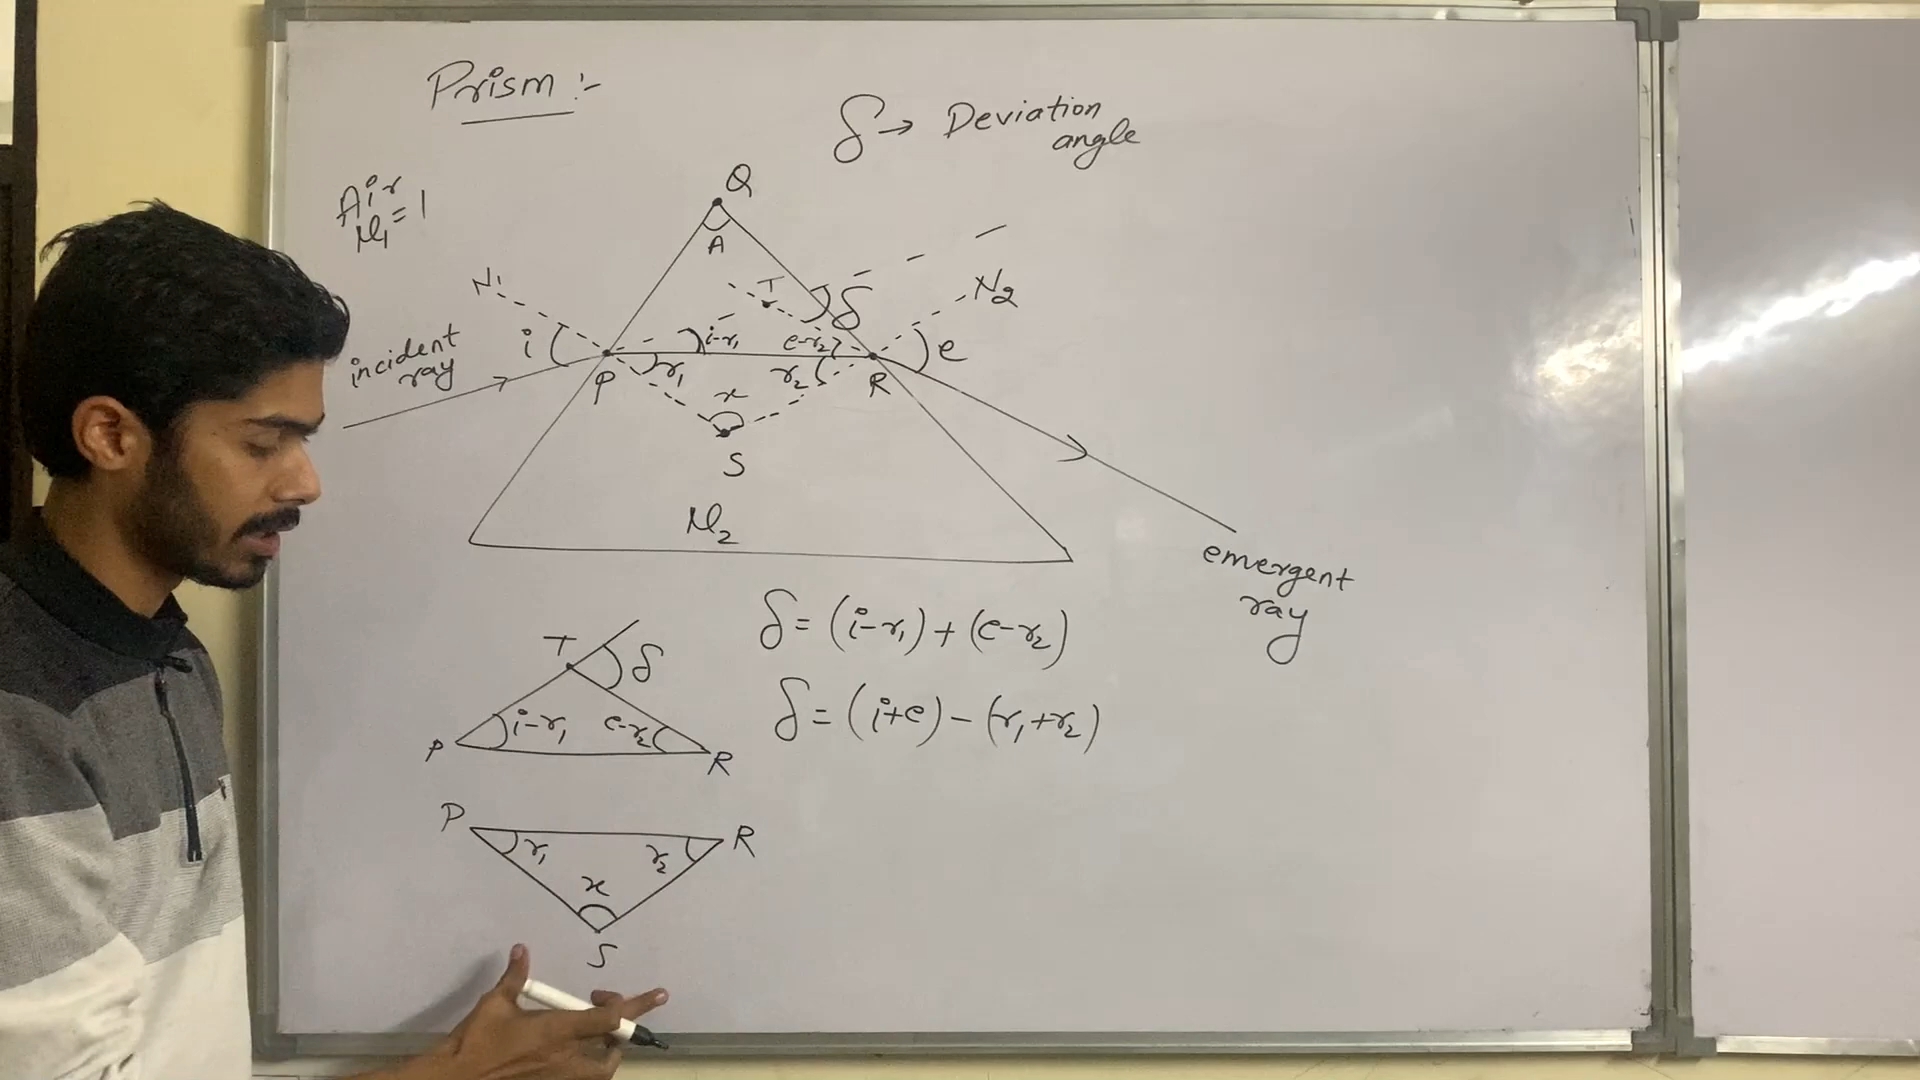 Prism :-
δ → Deviation angle
Air
μ₁ = 1
Q
A
N₁
T
δ
N₂
incident ray
i
i-r₁
e-r₂
e
P
r₁
r₂
R
x
S
μ₂
emergent ray
δ = (i-r₁) + (e-r₂)
T
δ
i-r₁
e-r₂
P
R
δ = (i+e) - (r₁+r₂)
P
R
r₁
r₂
x
S